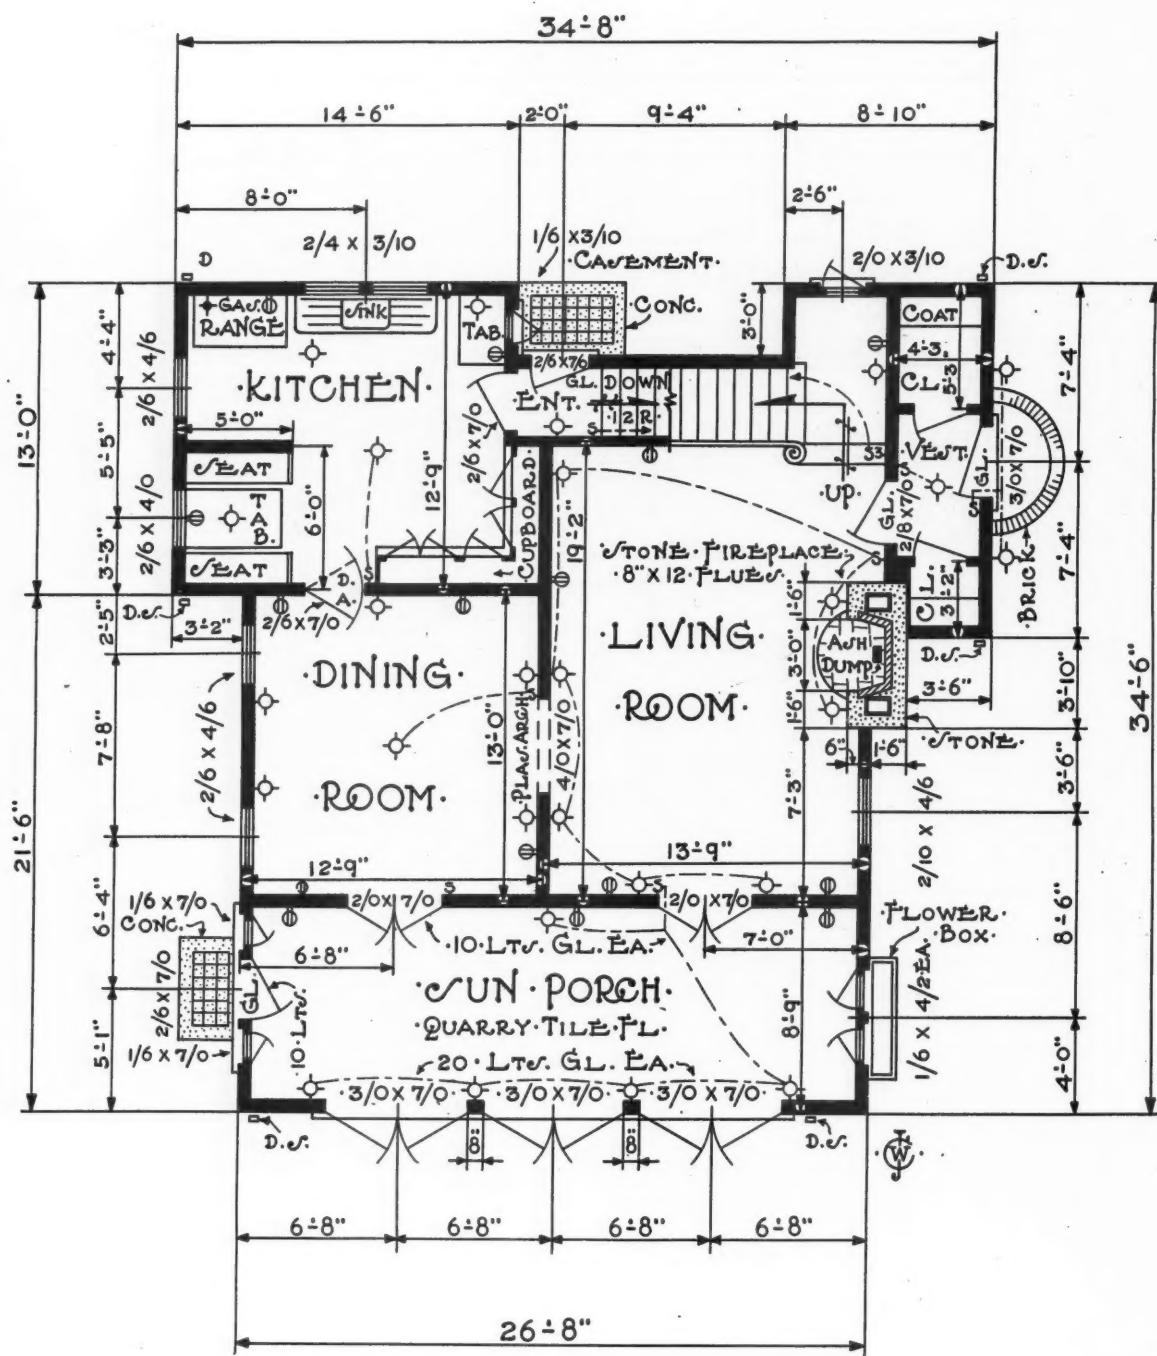 34'-8"
14'-6" 2'-0" 9'-4" 8'-10"
8'-0" 2'-6"
2/4 X 3/10
1/6 X 3/10
CASEMENT.
2/0 X 3/10
D
D.S.
GAS.
RANGE
SINK
TAB.
CONC.
3'-0"
COAT
4'-3"
CL.
5'-3"
13'-0"
4'-4"
2/6 X 4/6
·KITCHEN·
2/6 X 7/6
GL. DOWN
12 R.
ENT.
S
W
7'-4"
34'-6"
5'-0"
5'-5"
SEAT
TAB.
SEAT
6'-0"
12'-9"
2/6 X 7/0
CUPBOARD.
19'-2"
UP.
S3
S
VEST.
GL.
3/0 X 7/0
S
GL.
2/8 X 7/0
2/6 X 4/0
3'-3"
D.A.
S
2/6 X 7/0
·STONE·FIREPLACE
·8" X 12·FLUES.
S
CL.
3'-2"
BRICK
7'-4"
D.S.
3'-2"
2'-5"
·DINING·
·ROOM·
·LIVING·
·ROOM·
1'-6"
3'-0"
1'-6"
ASH
DUMP
D.S.
3'-6"
3'-10"
STONE.
6" 1'-6"
7'-8"
2/6 X 4/6
13'-0"
PLAS. ARCH
S
4/0 X 7/0
7'-3"
3'-6"
2/10 X 4/6
21'-6"
12'-9"
13'-9"
1/6 X 7/0
CONC.
2/0 X 7/0
S
S
2/0 X 7/0
·FLOWER·
BOX.
6'-4"
6'-8"
·10·LTS. GL. EA.
7'-0"
8'-6"
2/6 X 7/0
GL.
10·LTS.
·SUN·PORCH·
·QUARRY·TILE·FL.
8'-9"
1/6 X 4/2 EA.
5'-1"
1/6 X 7/0
20·LTS. GL. EA.
3/0 X 7/0 3/0 X 7/0 3/0 X 7/0
4'-0"
D.S.
8" 8"
D.S.
W
6'-8" 6'-8" 6'-8" 6'-8"
26'-8"